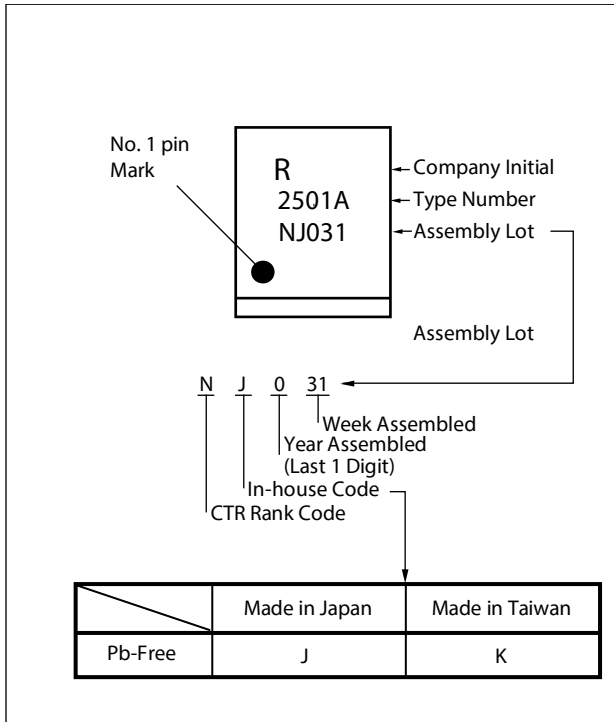 No. 1 pin
Mark
R
2501A
NJ031
Company Initial
Type Number
Assembly Lot
Assembly Lot
N J 0 31
Week Assembled
Year Assembled
(Last 1 Digit)
In-house Code
CTR Rank Code
Made in Japan Made in Taiwan
Pb-Free J K